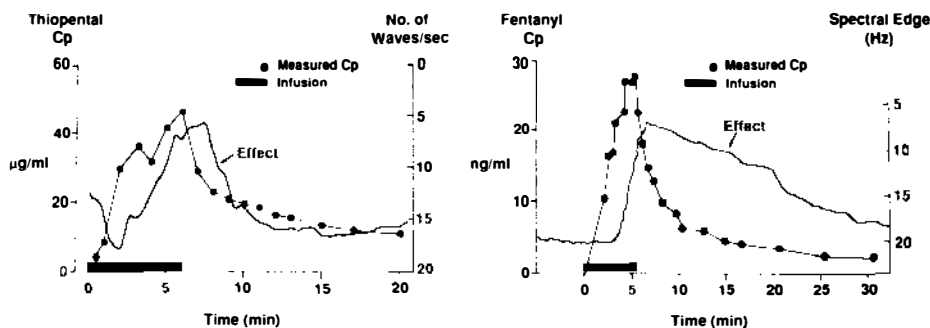 Thiopental
Cp
No. of
Waves/sec
60
40
μg/ml
20
0
Measured Cp
Infusion
Effect
0
5
10
15
20
0
5
10
15
20
Time (min)
Fentanyl
Cp
Spectral Edge
(Hz)
30
20
ng/ml
10
0
Measured Cp
Infusion
Effect
5
10
15
20
0
5
10
15
20
25
30
Time (min)